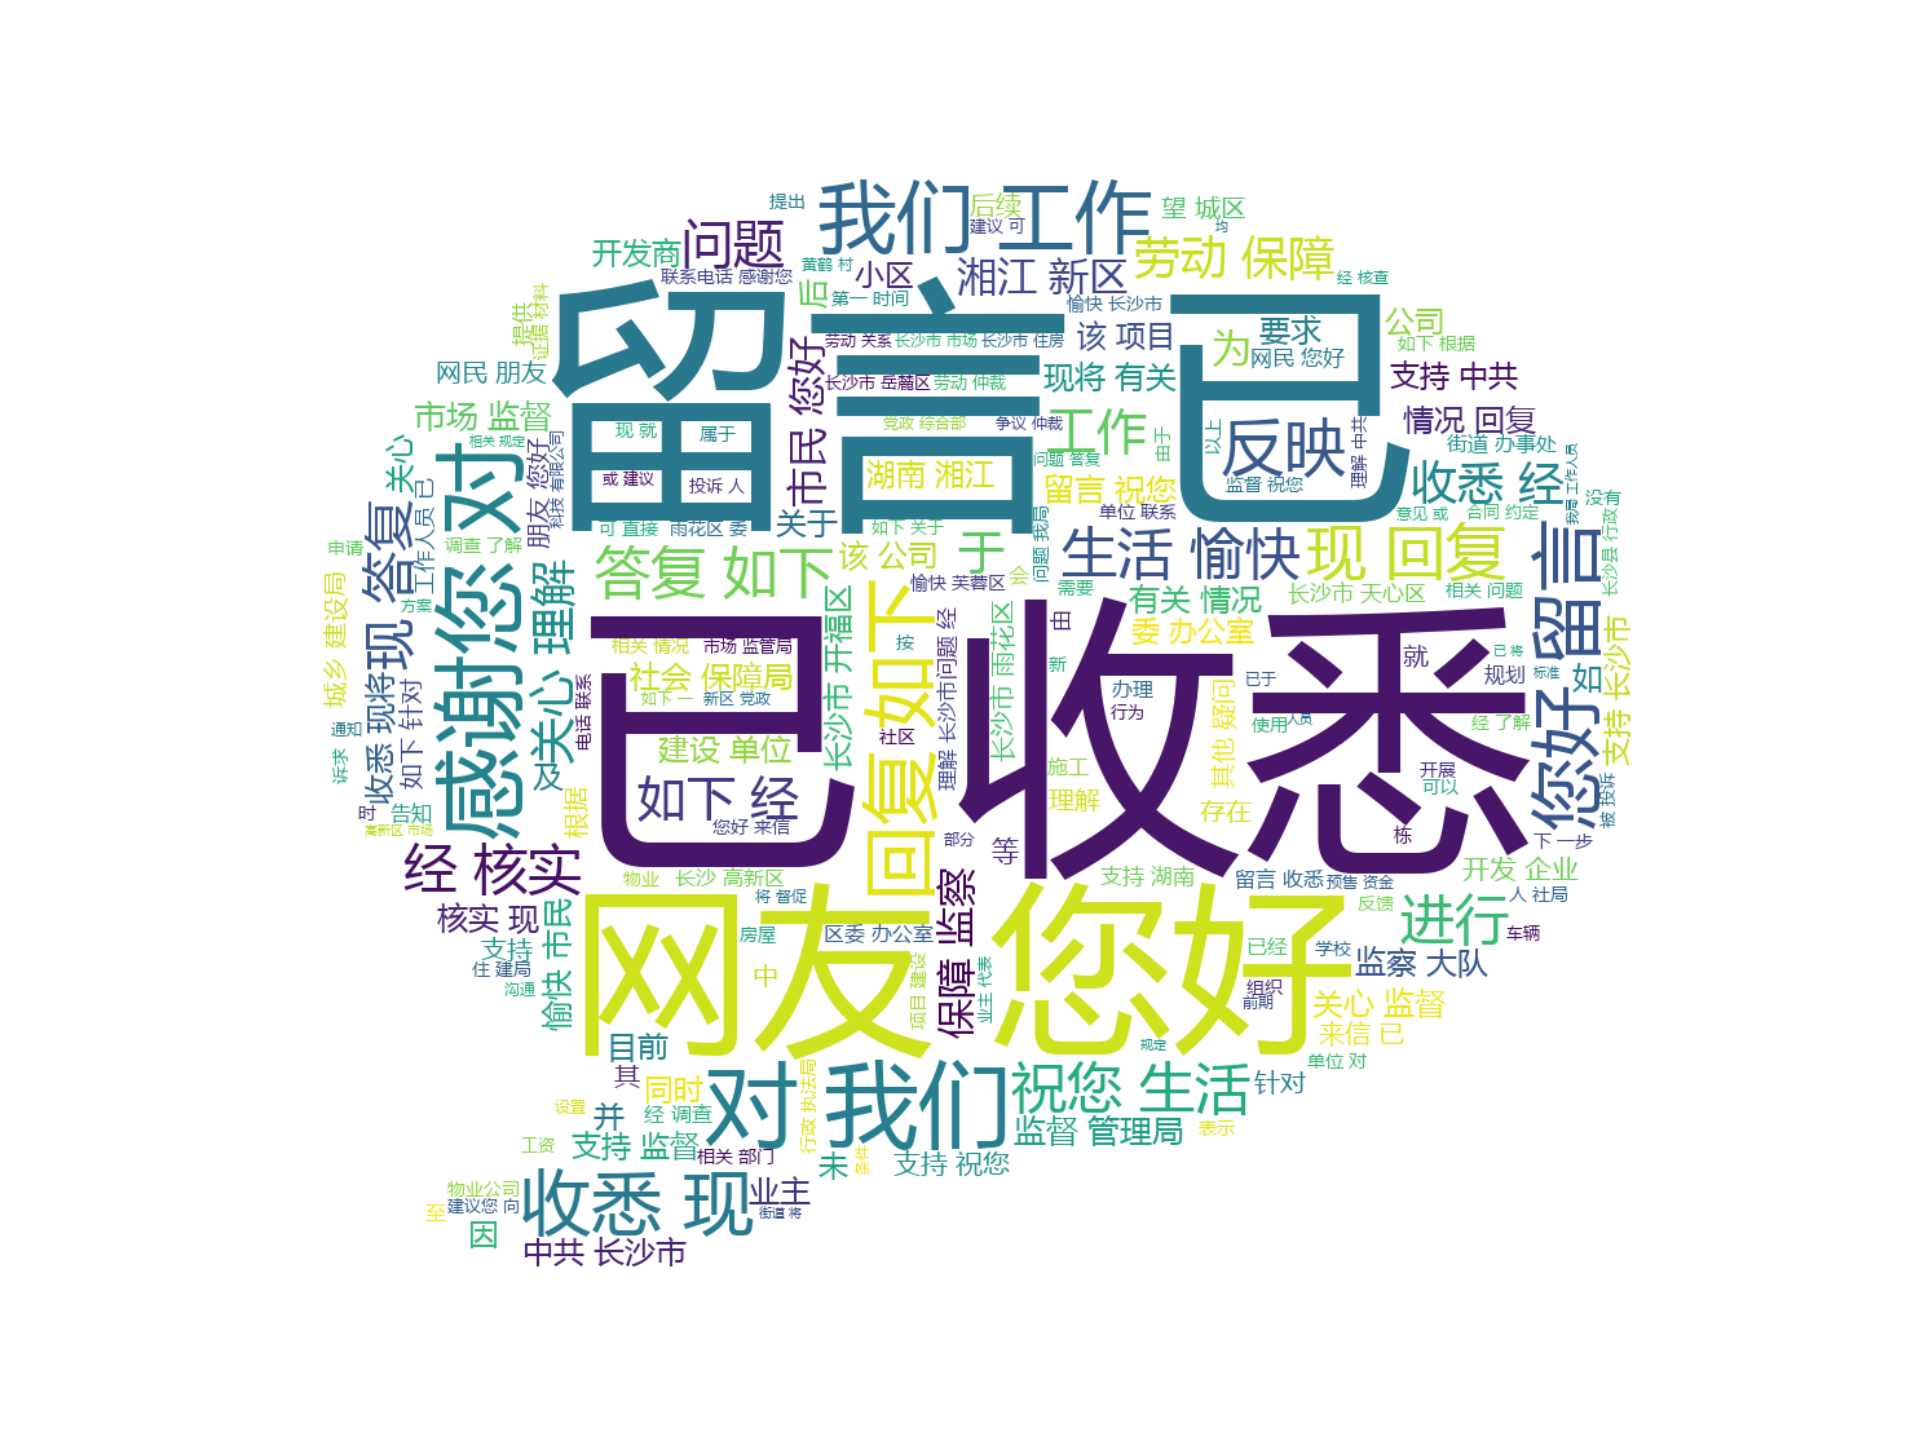 提出
我们 工作
后续
建议 可
望 城区
均
问题
开发商
联系电话 感谢您
黄鹤 村
小区
湘江 新区
劳动 保障
经 核查
后
第一 时间
愉快 长沙市
留言 已
提供
证据 材料
该 项目
为
要求
网民 您好
公司
如下 根据
劳动 关系
长沙市 市场
长沙市 住房
市民 您好
长沙市 岳麓区
劳动 仲裁
现将 有关
支持 中共
网民 朋友
市场 监督
党政 综合部
争议 仲裁
工作
反映
情况 回复
相关 规定
现 就
属于
或 建议
投诉 人
湖南 湘江
问题 答复
由于
以上
理解 中共
监督 祝您
街道 办事处
收悉 经
我局 工作人员
没有
关心
感谢您 对
朋友 您好
科技 有限公司
留言 祝您
单位 联系
意见 或
合同 约定
可 直接
雨花区 委
关于
如下 关于
问题 我局
工作人员 已
现 答复
申请
调查 了解
答复 如下
该 公司
于
生活 愉快
现 回复
留言
长沙县 行政
城乡 建设局
方案
关心 理解
愉快 芙蓉区
会
需要
有关 情况
长沙市 天心区
相关 问题
回复 如下
长沙市 开福区
按
已 收悉
委 办公室
由
相关 情况
市场 监管局
社会 保障局
如下 一
新区 党政
长沙市 雨花区
理解 长沙市
问题 经
新
就
已 将
规划
标准
如
支持 长沙市
您好
收悉 现将
如下 针对
通知
诉求
电话 联系
社区
建设 单位
办理
行为
已于
使用
人员
经 了解
其他 疑问
及
如下 经
施工
理解
存在
开展
可以
被 投诉
时
告知
高新区 市场
根据
您好 来信
部分
等
栋
下 一步
经 核实
物业
长沙 高新区
将 督促
支持 湖南
留言 收悉
预售 资金
开发 企业
人 社局
网友 您好
反馈
进行
车辆
核实 现
支持
住 建局
沟通
愉快 市民
房屋
区委 办公室
保障 监察
中
项目 建设
业主 代表
已经
学校
监察 大队
组织
前期
关心 监督
来信 已
目前
规定
单位 对
其
同时
对 我们
行政 执法局
祝您 生活
针对
设置
并
经 调查
监督 管理局
表示
工资
支持 监督
相关 部门
未
条件
支持 祝您
物业公司
建议您 向
至
收悉 现
业主
街道 将
因
中共 长沙市